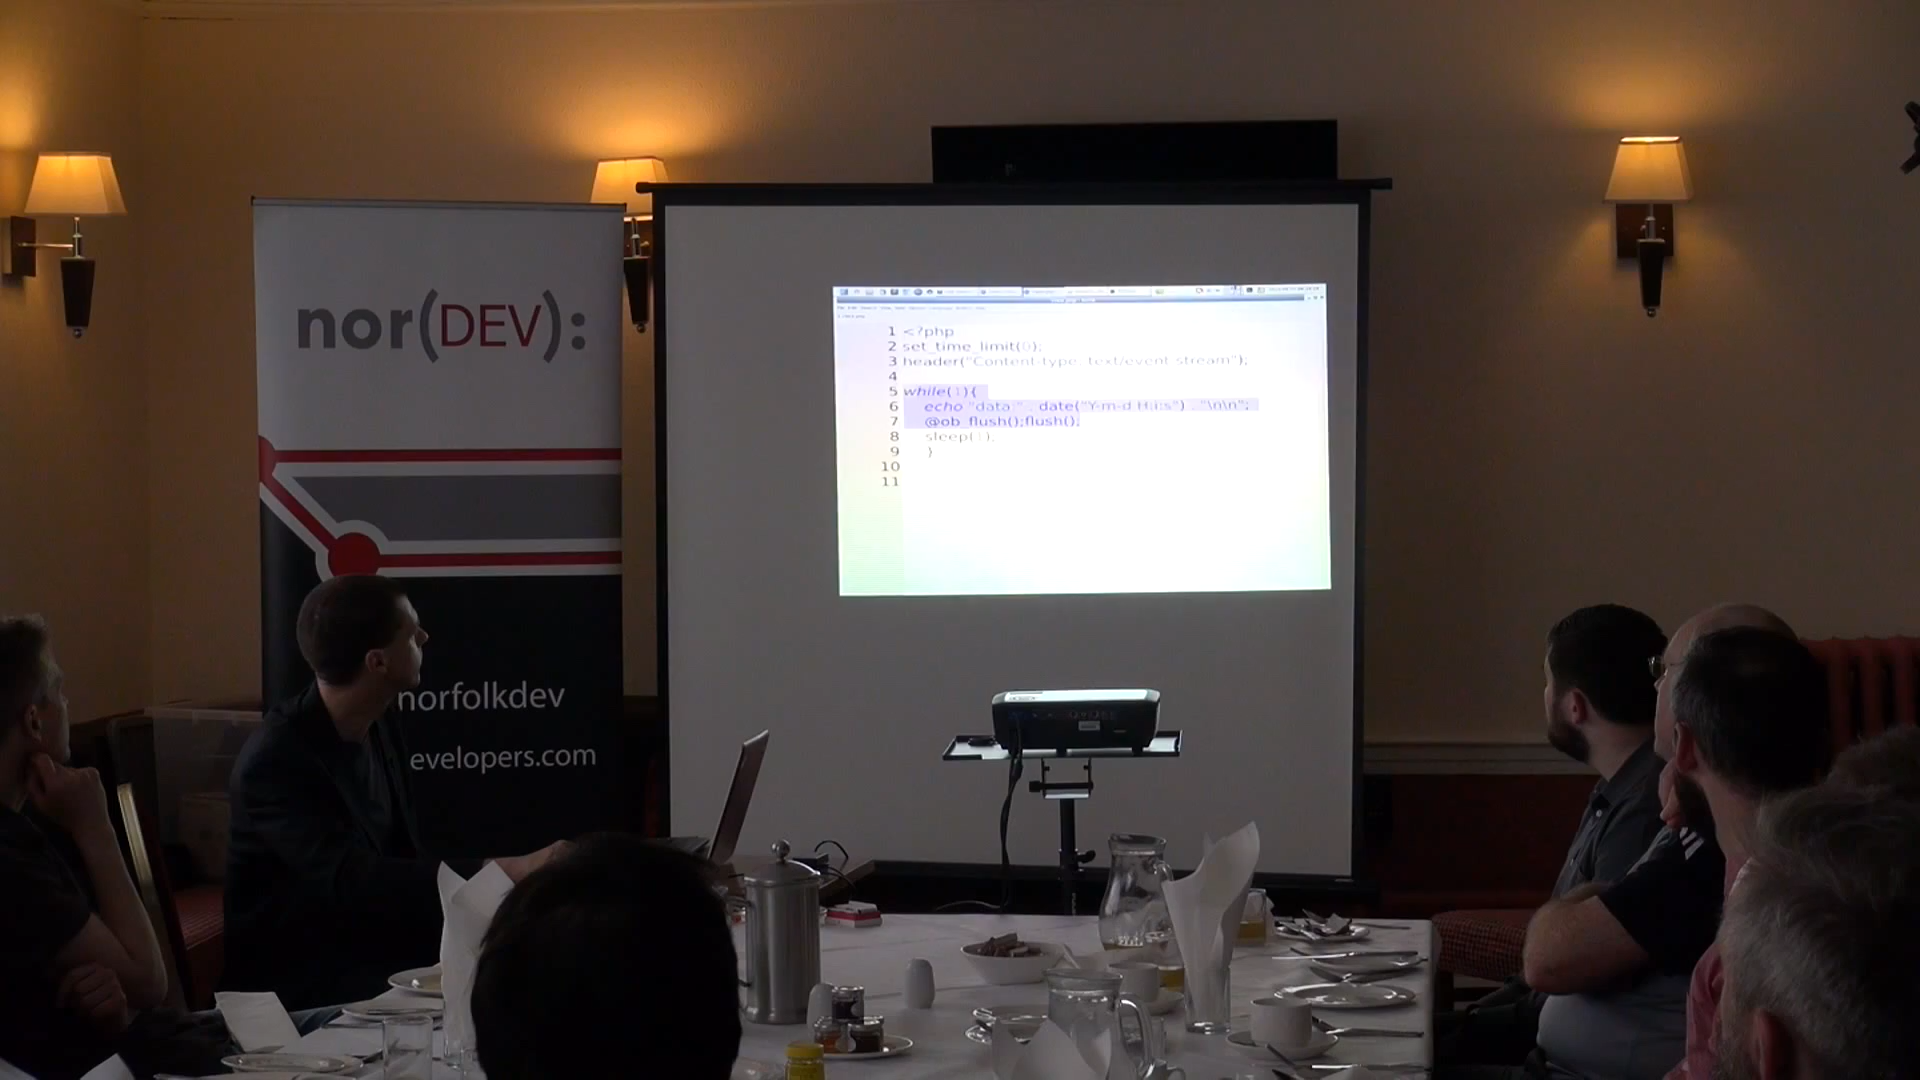 nor(DEV):
norfolkdev
evelopers.com
1 <?php
2 set_time_limit(0);
3 header("Content-type: text/event-stream");
4
5 while(1){
6 echo "data:" . date("Y-m-d H:i:s") . "\n\n";
7 @ob_flush();flush();
8 sleep(1);
9 }
10
11